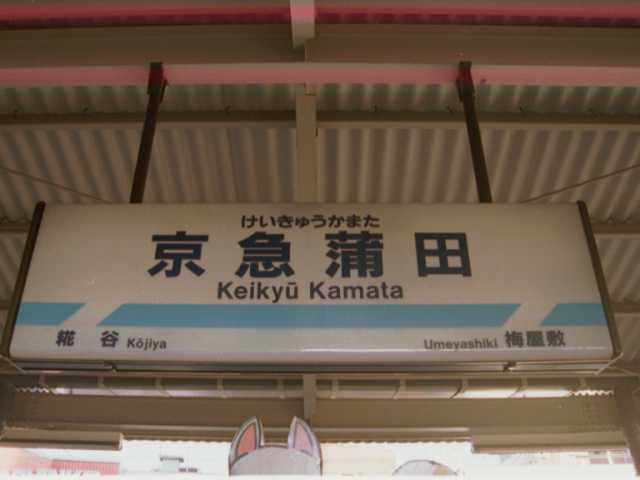 けいきゅうかまた
京急蒲田
Keikyū Kamata
糀谷 Kōjiya
Umeyashiki 梅屋敷